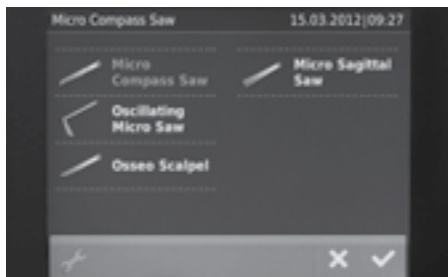 Micro Compass Saw 15.03.2012|09:27
Micro
Compass Saw
Micro Sagittal
Saw
Oscillating
Micro Saw
Osseo Scalpel